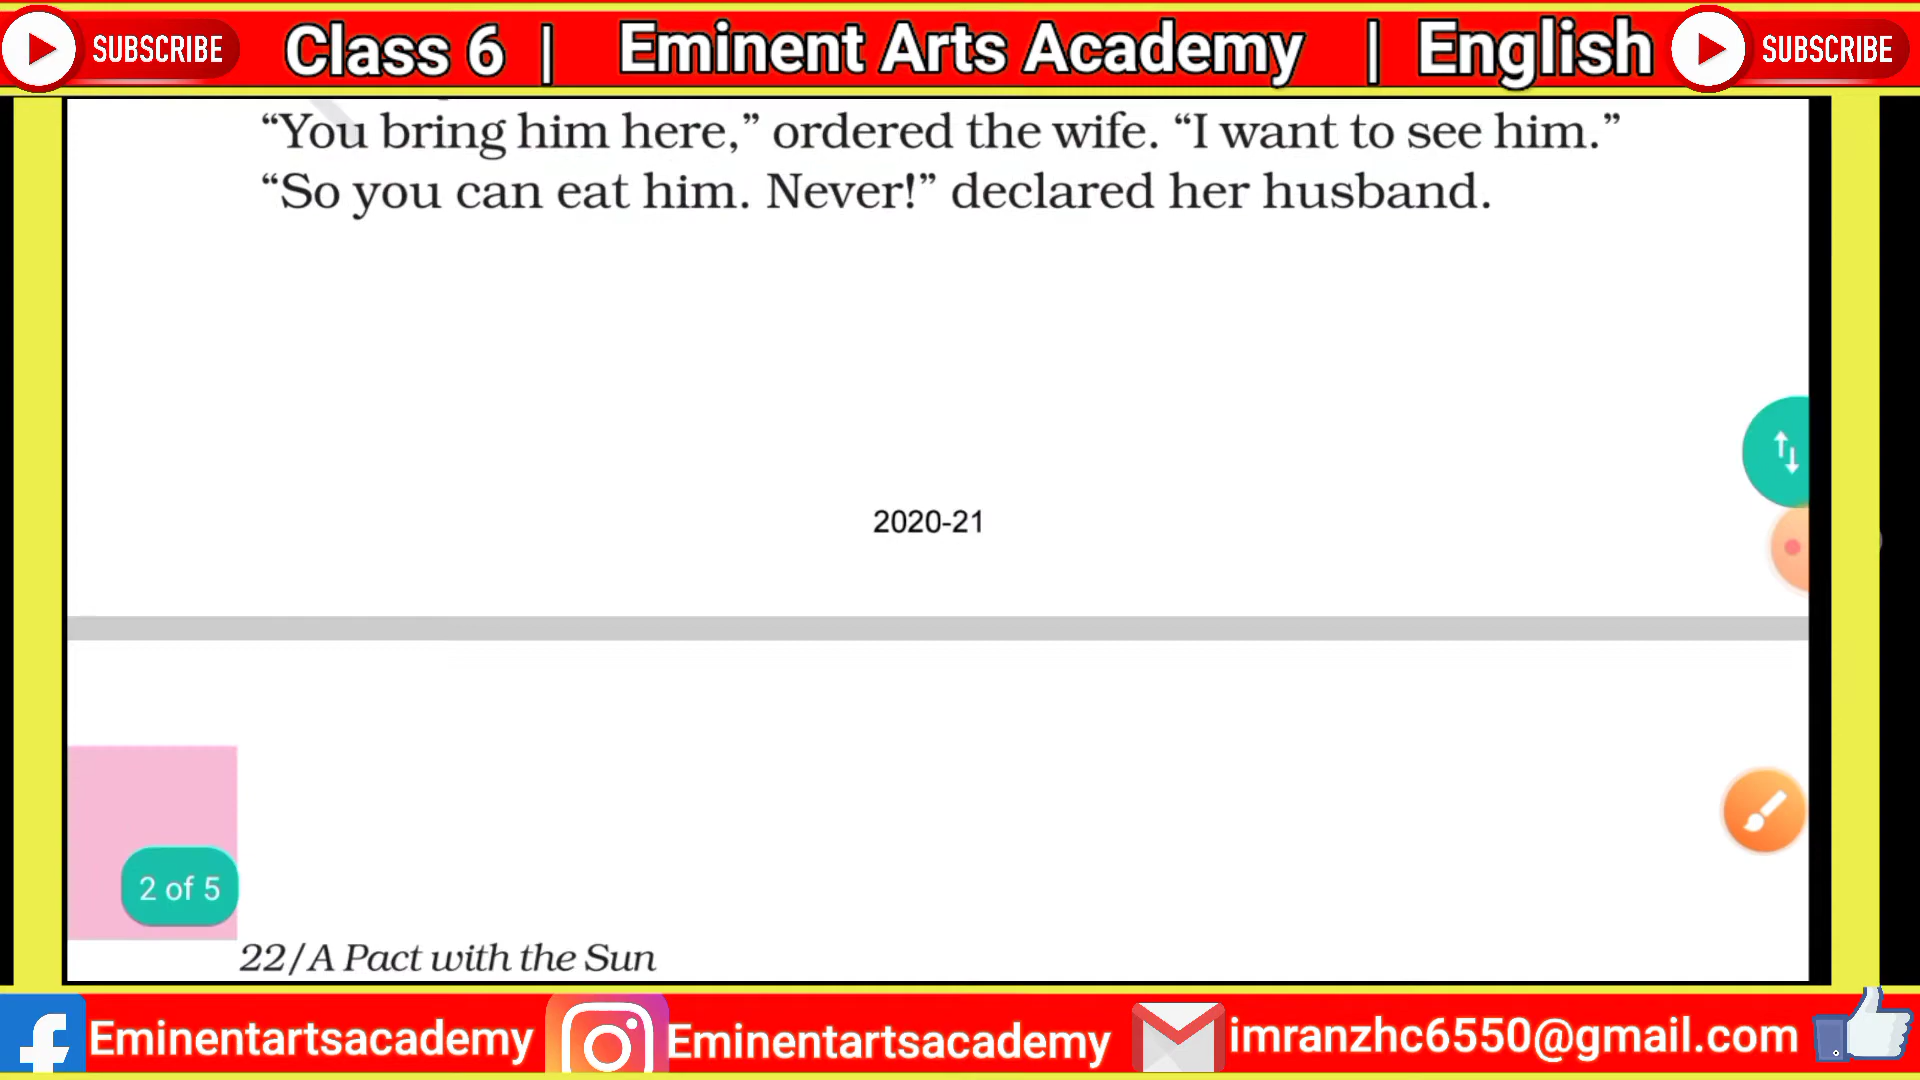 SUBSCRIBE Class 6 | Eminent Arts Academy | English SUBSCRIBE
“You bring him here,” ordered the wife. “I want to see him.”
“So you can eat him. Never!” declared her husband.
2020-21
2 of 5
22/A Pact with the Sun
Eminentartsacademy Eminentartsacademy imranzhc6550@gmail.com